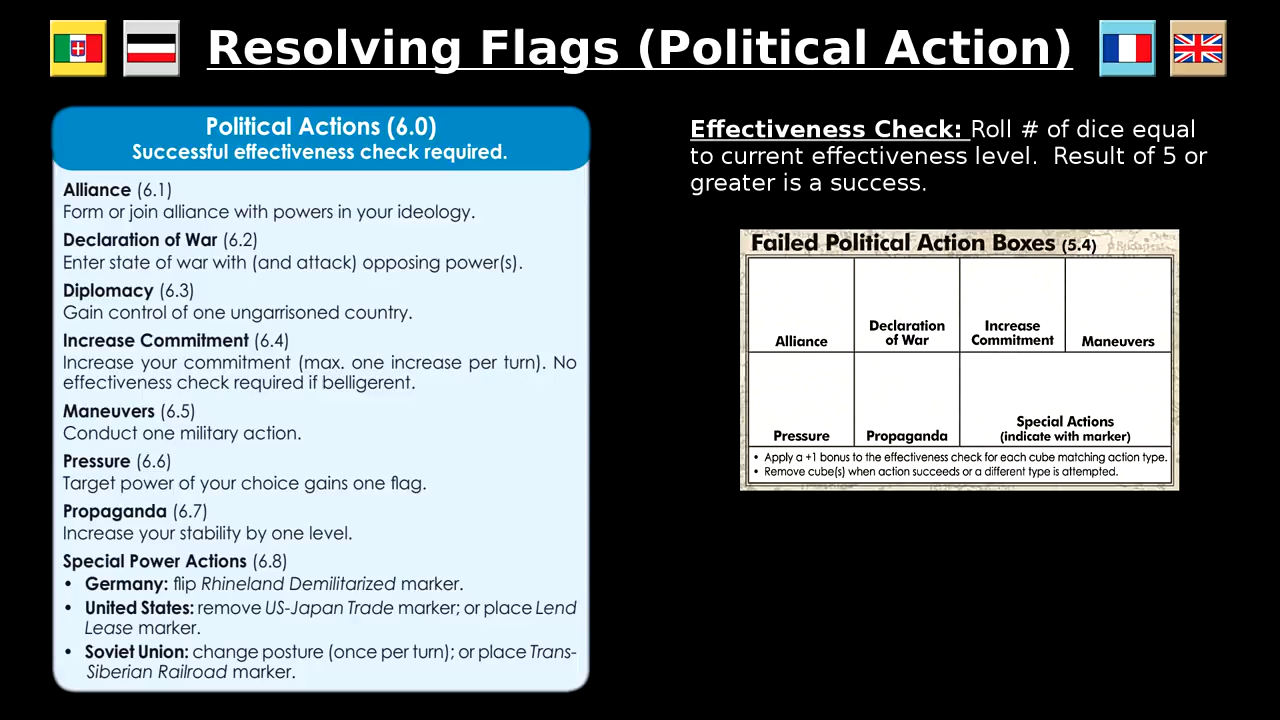 Resolving Flags (Political Action)
Political Actions (6.0)
Successful effectiveness check required.
Alliance (6.1)
Form or join alliance with powers in your ideology.
Declaration of War (6.2)
Enter state of war with (and attack) opposing power(s).
Diplomacy (6.3)
Gain control of one ungarrisoned country.
Increase Commitment (6.4)
Increase your commitment (max. one increase per turn). No
effectiveness check required if belligerent.
Maneuvers (6.5)
Conduct one military action.
Pressure (6.6)
Target power of your choice gains one flag.
Propaganda (6.7)
Increase your stability by one level.
Special Power Actions (6.8)
• Germany: flip Rhineland Demilitarized marker.
• United States: remove US-Japan Trade marker; or place Lend
Lease marker.
• Soviet Union: change posture (once per turn); or place Trans-
Siberian Railroad marker.
Effectiveness Check: Roll # of dice equal
to current effectiveness level. Result of 5 or
greater is a success.
Failed Political Action Boxes (5.4)
Alliance
Declaration
of War
Increase
Commitment
Maneuvers
Pressure
Propaganda
Special Actions
(indicate with marker)
• Apply a +1 bonus to the effectiveness check for each cube matching action type.
• Remove cube(s) when action succeeds or a different type is attempted.